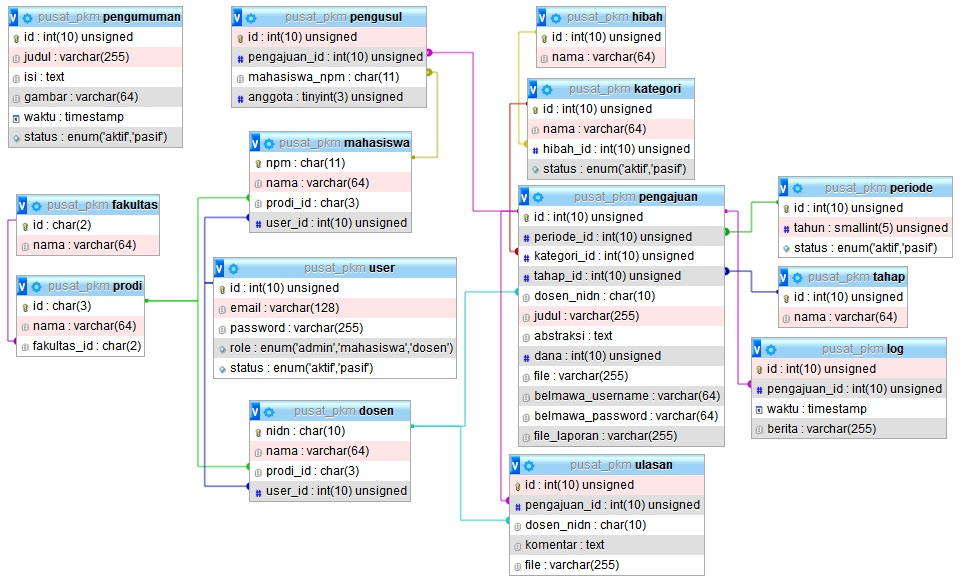 pusat_pkm pengumuman
id : int(10) unsigned
judul : varchar(255)
isi : text
gambar : varchar(64)
waktu : timestamp
status : enum('aktif','pasif')
pusat_pkm pengusul
id : int(10) unsigned
pengajuan_id : int(10) unsigned
mahasiswa_npm : char(11)
anggota : tinyint(3) unsigned
pusat_pkm hibah
id : int(10) unsigned
nama : varchar(64)
pusat_pkm kategori
id : int(10) unsigned
nama : varchar(64)
hibah_id : int(10) unsigned
status : enum('aktif','pasif')
pusat_pkm mahasiswa
npm : char(11)
nama : varchar(64)
prodi_id : char(3)
user_id : int(10) unsigned
pusat_pkm fakultas
id : char(2)
nama : varchar(64)
pusat_pkm prodi
id : char(3)
nama : varchar(64)
fakultas_id : char(2)
pusat_pkm user
id : int(10) unsigned
email : varchar(128)
password : varchar(255)
role : enum('admin','mahasiswa','dosen')
status : enum('aktif','pasif')
pusat_pkm dosen
nidn : char(10)
nama : varchar(64)
prodi_id : char(3)
user_id : int(10) unsigned
pusat_pkm pengajuan
id : int(10) unsigned
periode_id : int(10) unsigned
kategori_id : int(10) unsigned
tahap_id : int(10) unsigned
dosen_nidn : char(10)
judul : varchar(255)
abstraksi : text
dana : int(10) unsigned
file : varchar(255)
belmawa_username : varchar(64)
belmawa_password : varchar(64)
file_laporan : varchar(255)
pusat_pkm ulasan
id : int(10) unsigned
pengajuan_id : int(10) unsigned
dosen_nidn : char(10)
komentar : text
file : varchar(255)
pusat_pkm periode
id : int(10) unsigned
tahun : smallint(5) unsigned
status : enum('aktif','pasif')
pusat_pkm tahap
id : int(10) unsigned
nama : varchar(64)
pusat_pkm log
id : int(10) unsigned
pengajuan_id : int(10) unsigned
waktu : timestamp
berita : varchar(255)